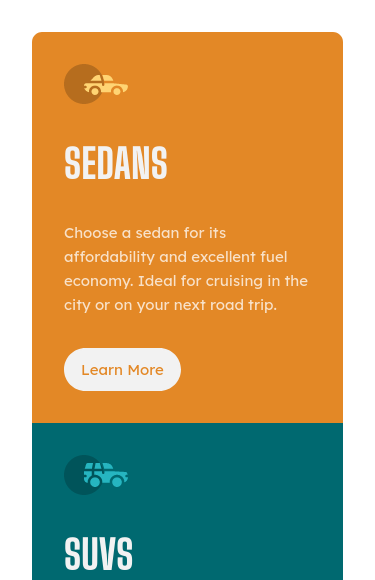 SEDANS
Choose a sedan for its
affordability and excellent fuel
economy. Ideal for cruising in the
city or on your next road trip.
Learn More
SUVS